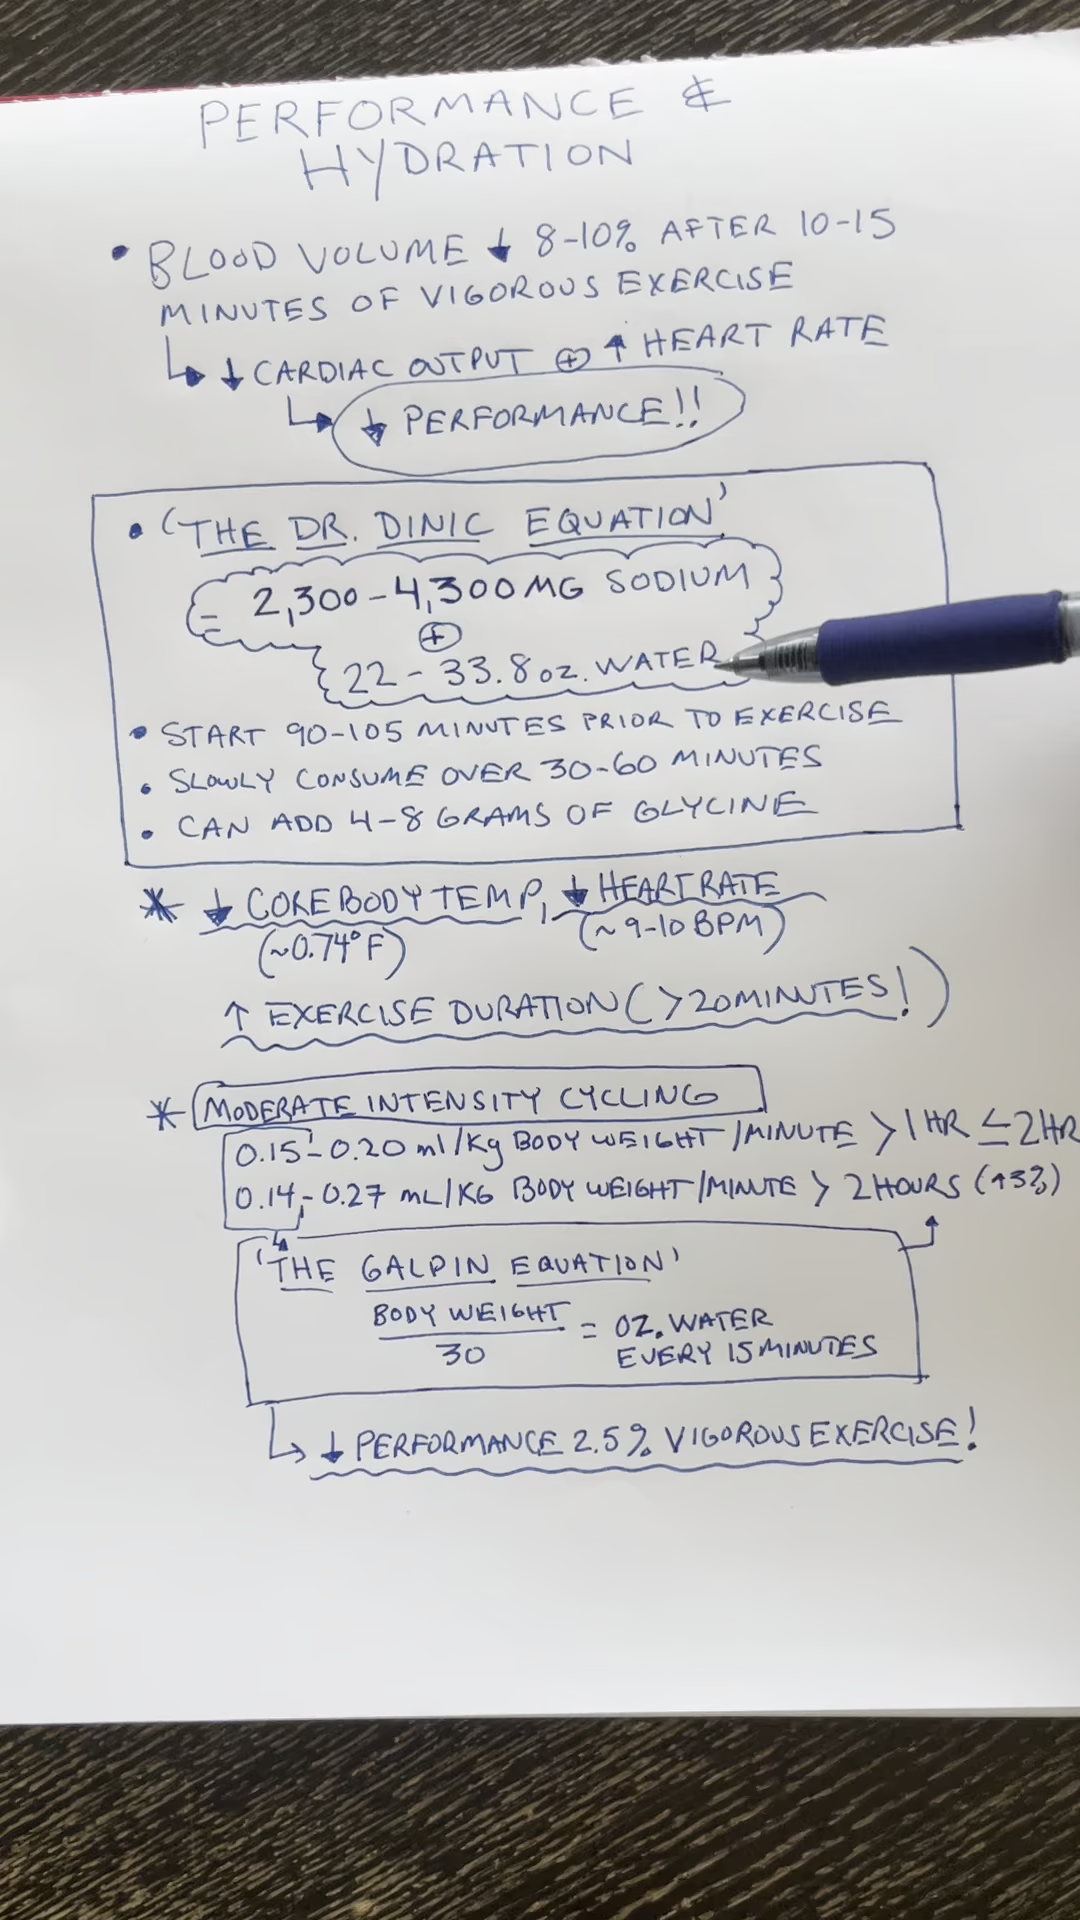 PERFORMANCE &
HYDRATION
• BLOOD VOLUME ↓ 8-10% AFTER 10-15
MINUTES OF VIGOROUS EXERCISE
↳ ↓ CARDIAC OUTPUT ⊕ ↑ HEART RATE
↳ ↓ PERFORMANCE!!
• 'THE DR. DINIC EQUATION'
= 2,300-4,300MG SODIUM
⊕
22-33.8oz. WATER
• START 90-105 MINUTES PRIOR TO EXERCISE
• SLOWLY CONSUME OVER 30-60 MINUTES
• CAN ADD 4-8 GRAMS OF GLYCINE
* ↓ CORE BODY TEMP, ↓ HEART RATE
(~0.74°F) (~9-10 BPM)
↑ EXERCISE DURATION (>20 MINUTES!)
* MODERATE INTENSITY CYCLING
0.15-0.20 ml/Kg BODY WEIGHT/MINUTE > 1 HR ≤ 2 HR
0.14-0.27 mL/KG BODY WEIGHT/MINUTE > 2 HOURS (↑3%)
'THE GALPIN EQUATION'
BODY WEIGHT
30
= OZ. WATER
EVERY 15 MINUTES
↳ ↓ PERFORMANCE 2.5% VIGOROUS EXERCISE!